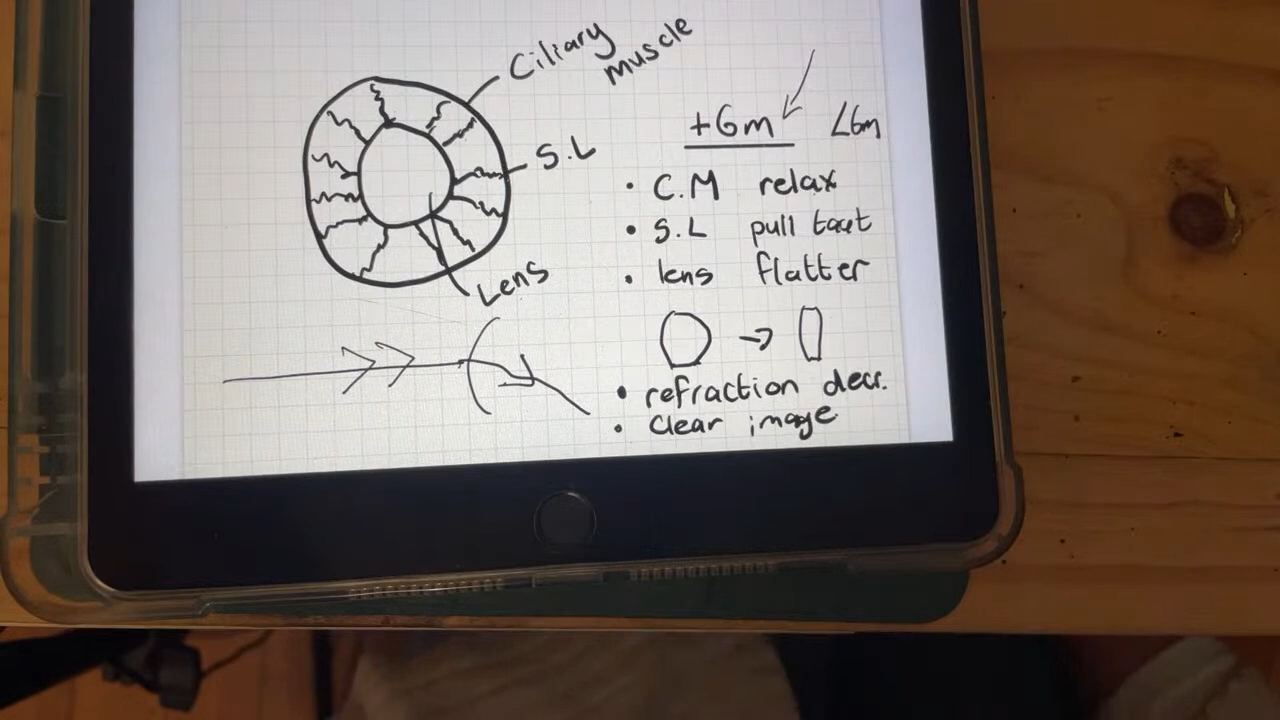 Ciliary
muscle
S.L
Lens
+6m
<6m
• C.M relax
• S.L pull taut
• lens flatter
→
• refraction decr.
• Clear image